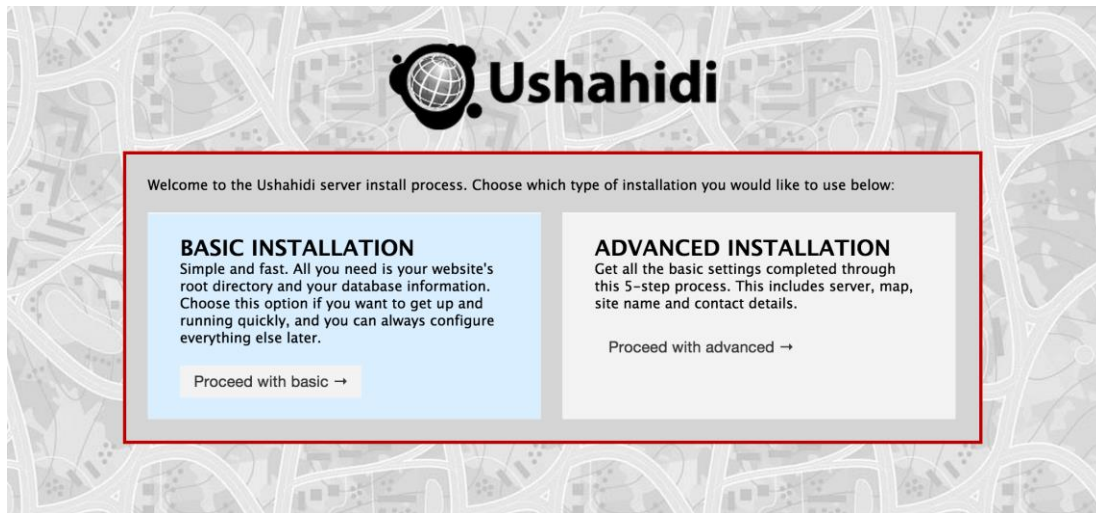 Ushahidi
Welcome to the Ushahidi server install process. Choose which type of installation you would like to use below:
BASIC INSTALLATION
Simple and fast. All you need is your website's
root directory and your database information.
Choose this option if you want to get up and
running quickly, and you can always configure
everything else later.
Proceed with basic →
ADVANCED INSTALLATION
Get all the basic settings completed through
this 5-step process. This includes server, map,
site name and contact details.
Proceed with advanced →